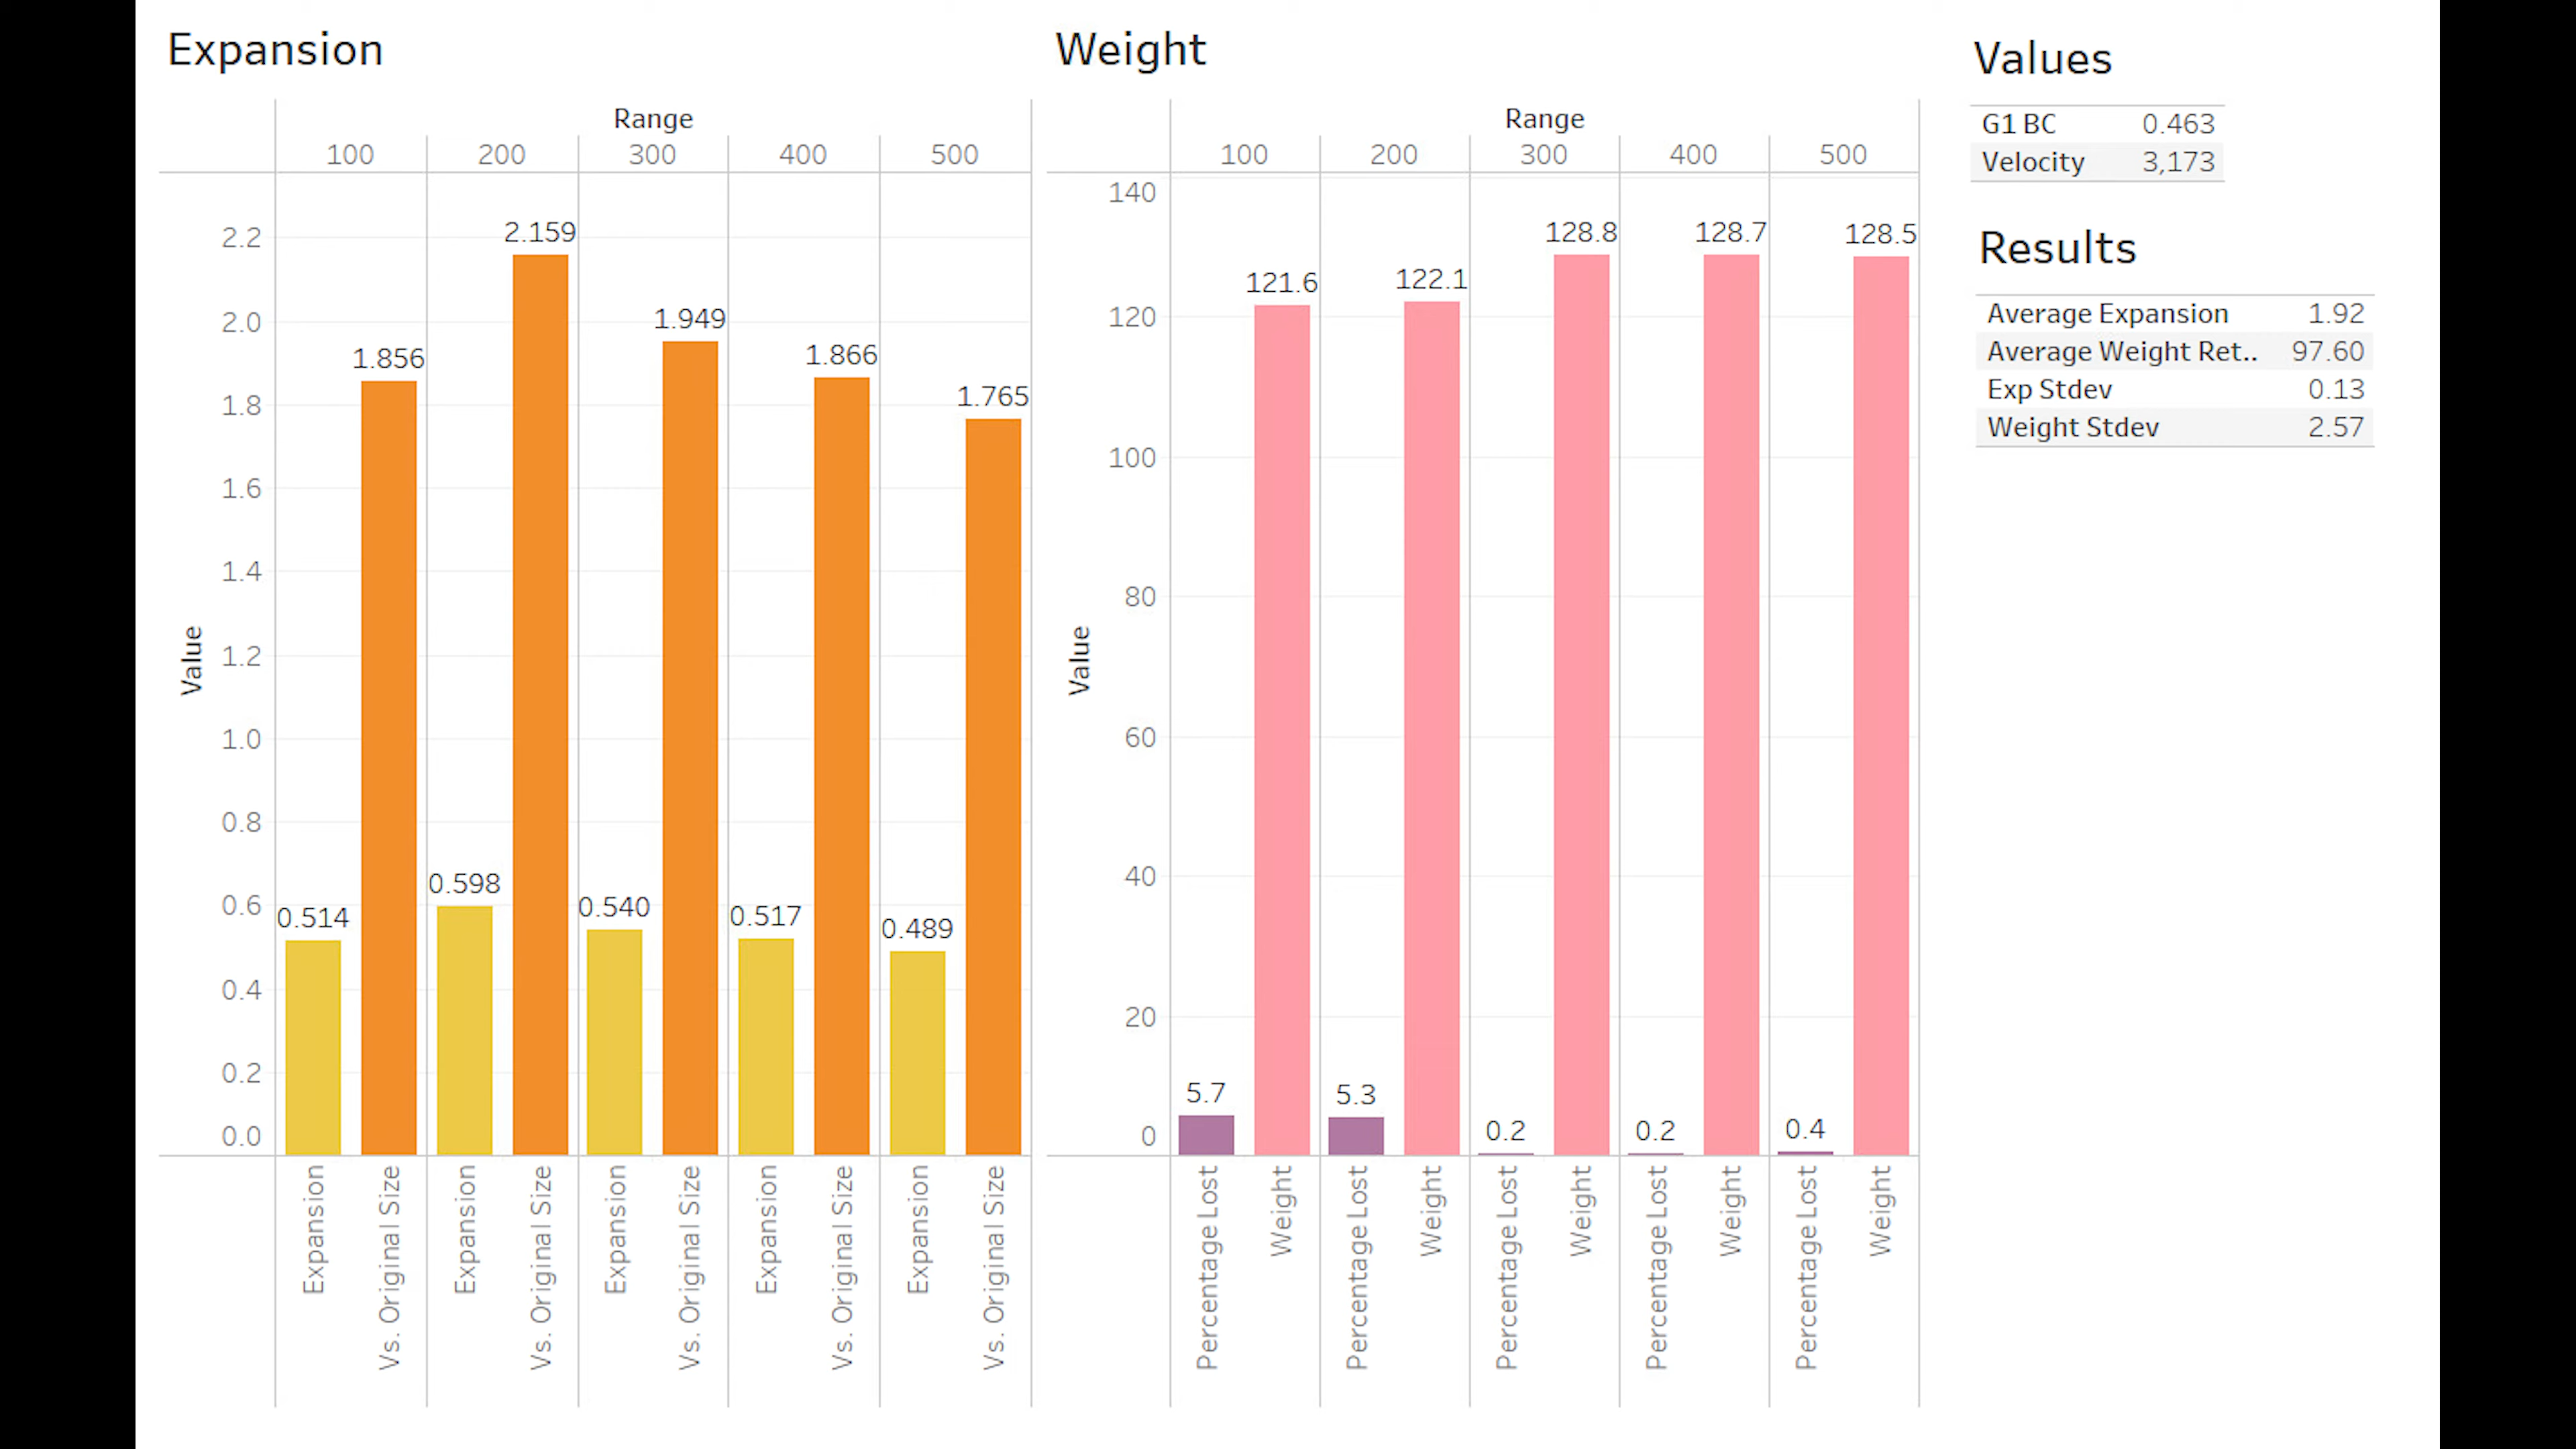 Expansion
Range
100 200 300 400 500
2.2
2.0
1.8
1.6
1.4
1.2
1.0
0.8
0.6
0.4
0.2
0.0
Value
0.514 1.856 0.598 2.159 0.540 1.949 0.517 1.866 0.489 1.765
Expansion Vs. Original Size Expansion Vs. Original Size Expansion Vs. Original Size Expansion Vs. Original Size Expansion Vs. Original Size
Weight
Range
100 200 300 400 500
140
120
100
80
60
40
20
0
Value
5.7 121.6 5.3 122.1 0.2 128.8 0.2 128.7 0.4 128.5
Percentage Lost Weight Percentage Lost Weight Percentage Lost Weight Percentage Lost Weight Percentage Lost Weight
Values
G1 BC 0.463
Velocity 3,173
Results
Average Expansion 1.92
Average Weight Ret.. 97.60
Exp Stdev 0.13
Weight Stdev 2.57